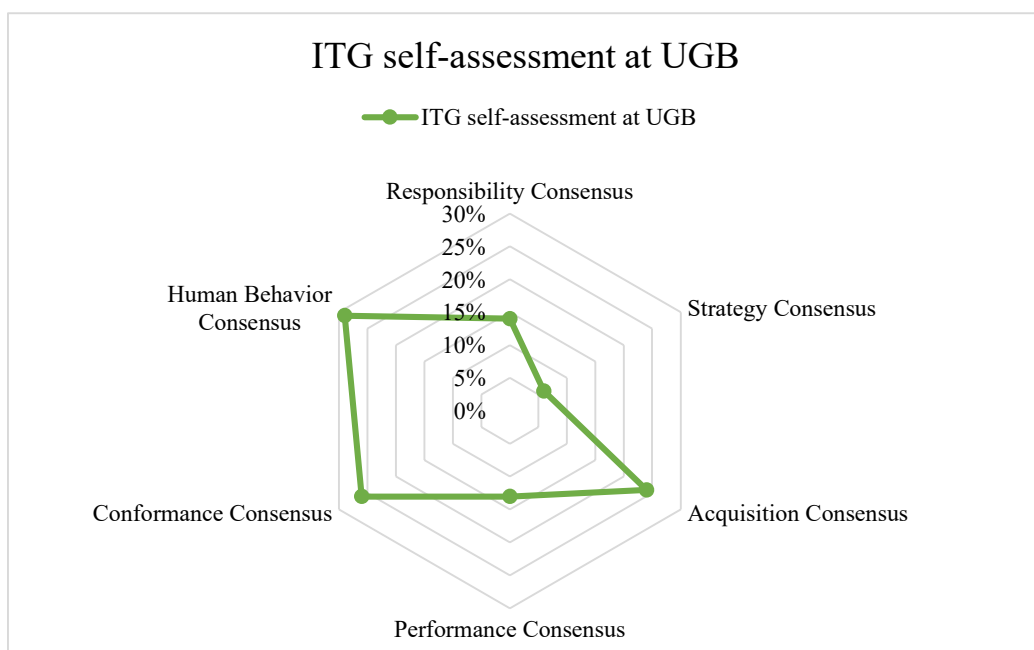 ITG self-assessment at UGB
ITG self-assessment at UGB
Responsibility Consensus
30%
25%
20%
15%
10%
5%
0%
Human Behavior
Consensus
Strategy Consensus
Conformance Consensus
Acquisition Consensus
Performance Consensus